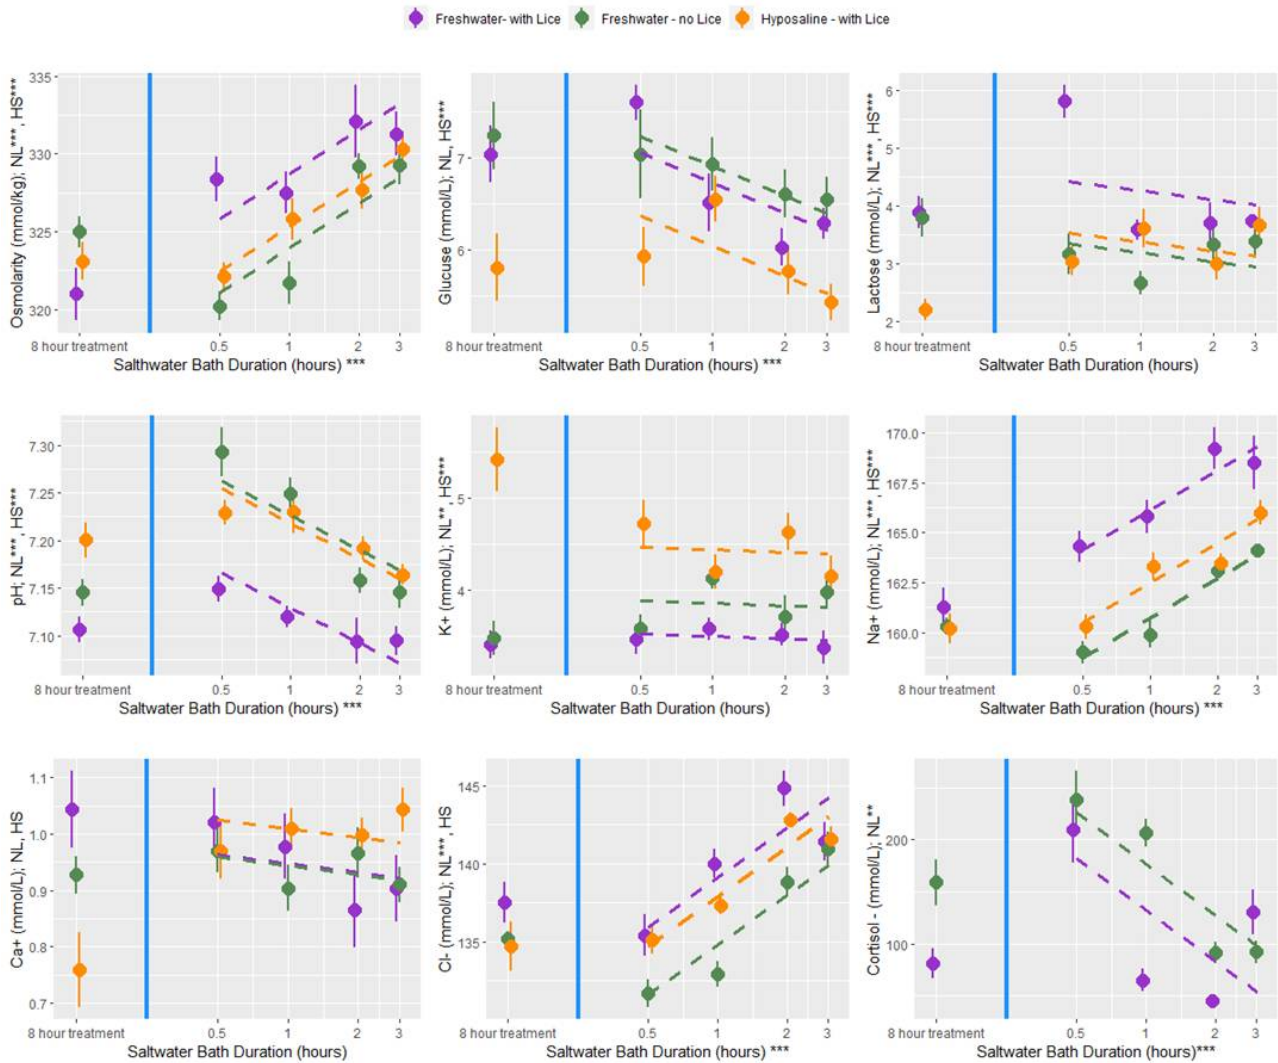 Freshwater- with Lice Freshwater - no Lice Hyposaline - with Lice
Osmolarity (mmol/kg); NL***, HS***
335
330
325
320
8 hour treatment 0.5 1 2 3
Salthwater Bath Duration (hours) ***
Glucuse (mmol/L); NL, HS***
7
6
8 hour treatment 0.5 1 2 3
Saltwater Bath Duration (hours) ***
Lactose (mmol/L); NL***, HS***
6
5
4
3
2
8 hour treatment 0.5 1 2 3
Saltwater Bath Duration (hours)
pH; NL***, HS***
7.30
7.25
7.20
7.15
7.10
8 hour treatment 0.5 1 2 3
Saltwater Bath Duration (hours) ***
K+ (mmol/L); NL**, HS***
5
4
8 hour treatment 0.5 1 2 3
Saltwater Bath Duration (hours)
Na+ (mmol/L); NL***, HS***
170.0
167.5
165.0
162.5
160.0
8 hour treatment 0.5 1 2 3
Saltwater Bath Duration (hours) ***
Ca+ (mmol/L); NL, HS
1.1
1.0
0.9
0.8
0.7
8 hour treatment 0.5 1 2 3
Saltwater Bath Duration (hours)
Cl- (mmol/L); NL***, HS
145
140
135
8 hour treatment 0.5 1 2 3
Saltwater Bath Duration (hours) ***
Cortisol - (mmol/L); NL**
200
100
8 hour treatment 0.5 1 2 3
Saltwater Bath Duration (hours)***